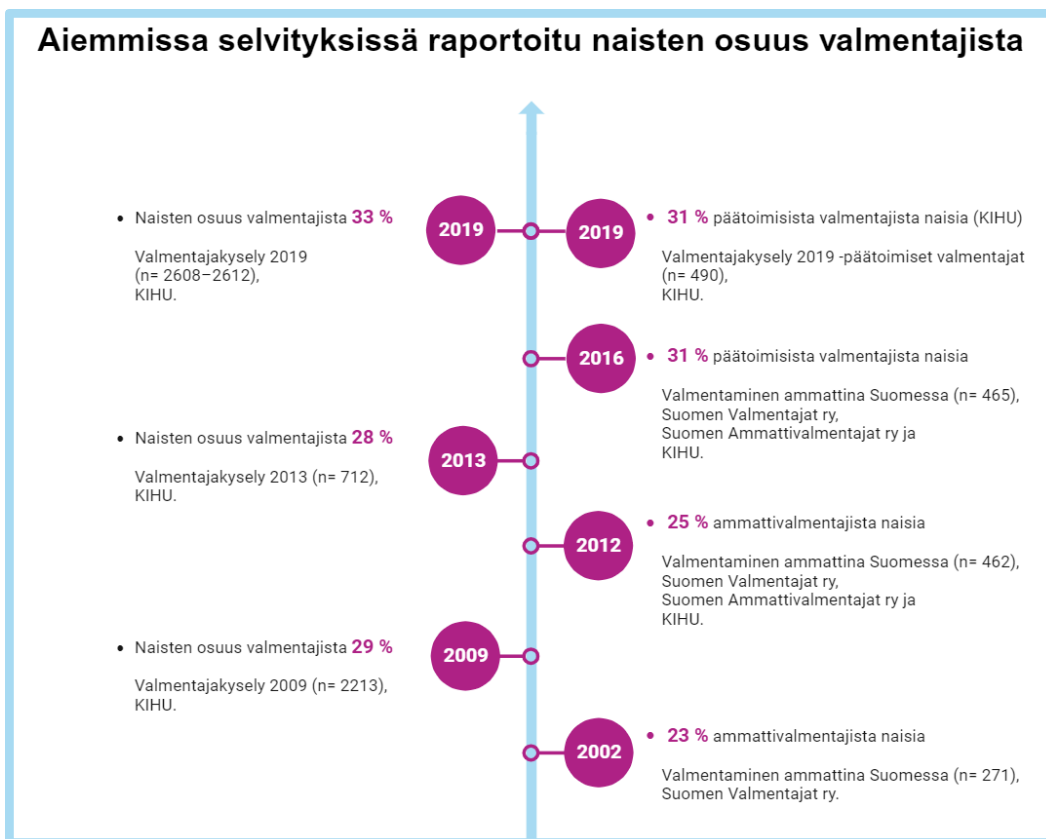 Aiemmissa selvityksissä raportoitu naisten osuus valmentajista
• Naisten osuus valmentajista 33 %
Valmentajakysely 2019
(n= 2608–2612),
KIHU.
2019
2019
• 31 % päätoimisista valmentajista naisia (KIHU)
Valmentajakysely 2019 -päätoimiset valmentajat
(n= 490),
KIHU.
2016
• 31 % päätoimisista valmentajista naisia
Valmentaminen ammattina Suomessa (n= 465),
Suomen Valmentajat ry,
Suomen Ammattivalmentajat ry ja
KIHU.
• Naisten osuus valmentajista 28 %
Valmentajakysely 2013 (n= 712),
KIHU.
2013
2012
• 25 % ammattivalmentajista naisia
Valmentaminen ammattina Suomessa (n= 462),
Suomen Valmentajat ry,
Suomen Ammattivalmentajat ry ja
KIHU.
• Naisten osuus valmentajista 29 %
Valmentajakysely 2009 (n= 2213),
KIHU.
2009
2002
• 23 % ammattivalmentajista naisia
Valmentaminen ammattina Suomessa (n= 271),
Suomen Valmentajat ry.